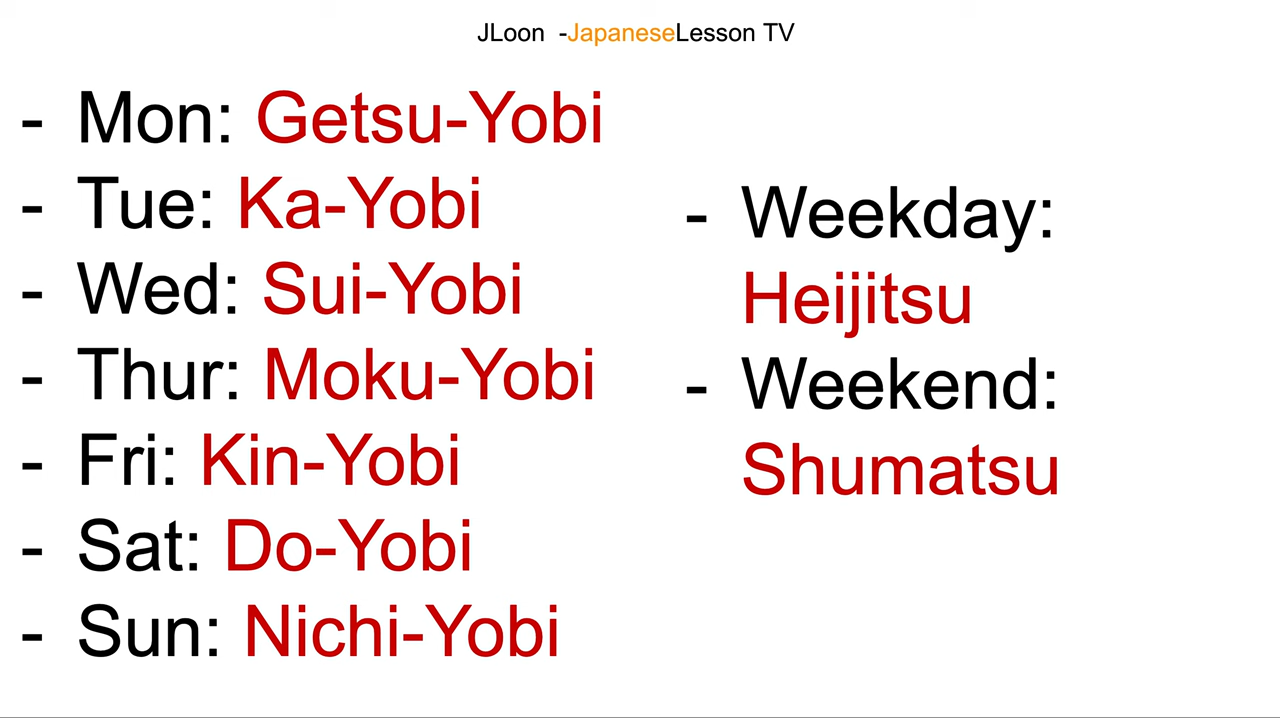 JLoon -JapaneseLesson TV
- Mon: Getsu-Yobi
- Tue: Ka-Yobi
- Wed: Sui-Yobi
- Thur: Moku-Yobi
- Fri: Kin-Yobi
- Sat: Do-Yobi
- Sun: Nichi-Yobi
- Weekday:
Heijitsu
- Weekend:
Shumatsu